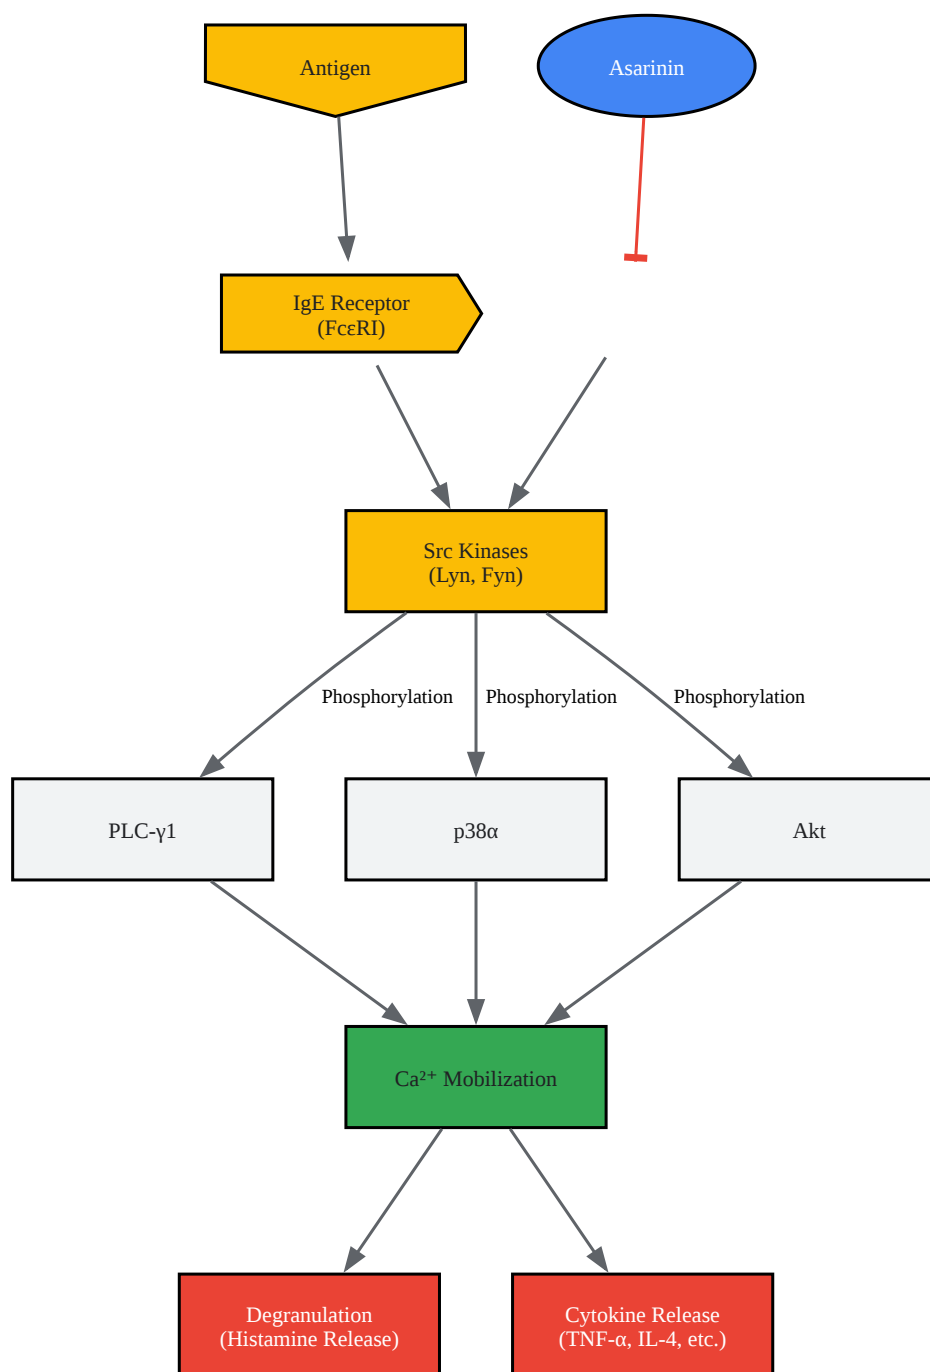 Antigen
Asarinin
IgE Receptor
(FcεRI)
Src Kinases
(Lyn, Fyn)
Phosphorylation
Phosphorylation
Phosphorylation
PLC-γ1
p38α
Akt
Ca²⁺ Mobilization
Degranulation
(Histamine Release)
Cytokine Release
(TNF-α, IL-4, etc.)